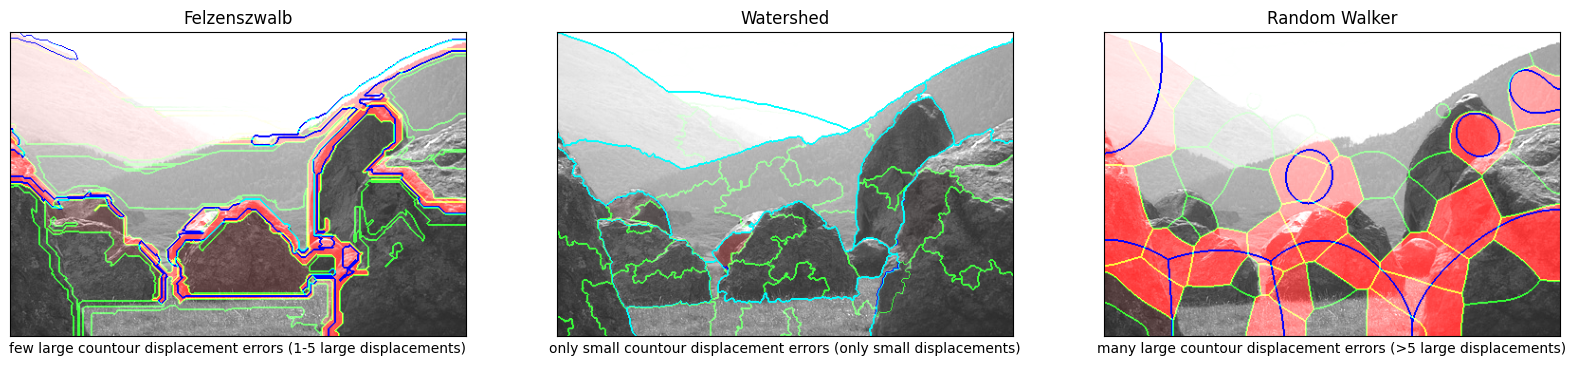 Felzenszwalb
Watershed
Random Walker
few large countour displacement errors (1-5 large displacements)
only small countour displacement errors (only small displacements)
many large countour displacement errors (>5 large displacements)